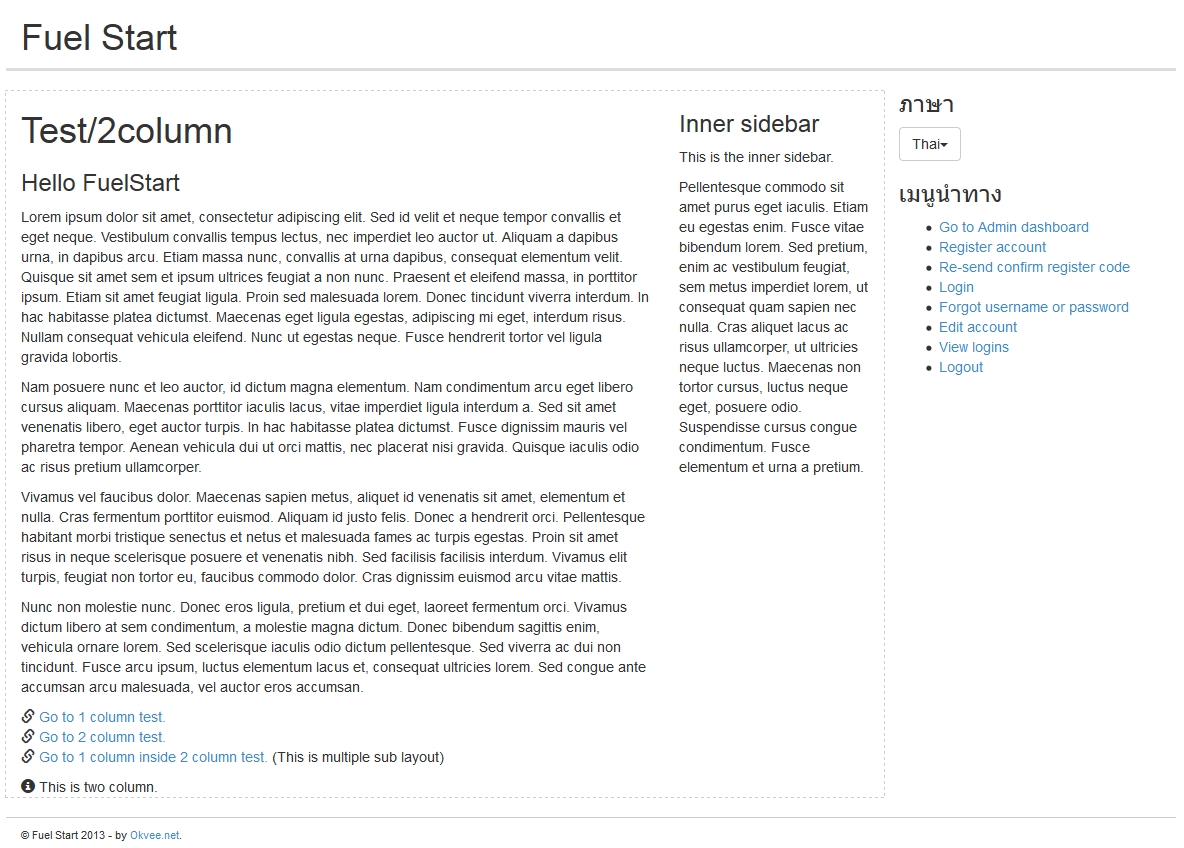 Fuel Start
Test/2column
Hello FuelStart
Lorem ipsum dolor sit amet, consectetur adipiscing elit. Sed id velit et neque tempor convallis et
eget neque. Vestibulum convallis tempus lectus, nec imperdiet leo auctor ut. Aliquam a dapibus
urna, in dapibus arcu. Etiam massa nunc, convallis at urna dapibus, consequat elementum velit.
Quisque sit amet sem et ipsum ultrices feugiat a non nunc. Praesent et eleifend massa, in porttitor
ipsum. Etiam sit amet feugiat ligula. Proin sed malesuada lorem. Donec tincidunt viverra interdum. In
hac habitasse platea dictumst. Maecenas eget ligula egestas, adipiscing mi eget, interdum risus.
Nullam consequat vehicula eleifend. Nunc ut egestas neque. Fusce hendrerit tortor vel ligula
gravida lobortis.
Nam posuere nunc et leo auctor, id dictum magna elementum. Nam condimentum arcu eget libero
cursus aliquam. Maecenas porttitor iaculis lacus, vitae imperdiet ligula interdum a. Sed sit amet
venenatis libero, eget auctor turpis. In hac habitasse platea dictumst. Fusce dignissim mauris vel
pharetra tempor. Aenean vehicula dui ut orci mattis, nec placerat nisi gravida. Quisque iaculis odio
ac risus pretium ullamcorper.
Vivamus vel faucibus dolor. Maecenas sapien metus, aliquet id venenatis sit amet, elementum et
nulla. Cras fermentum porttitor euismod. Aliquam id justo felis. Donec a hendrerit orci. Pellentesque
habitant morbi tristique senectus et netus et malesuada fames ac turpis egestas. Proin sit amet
risus in neque scelerisque posuere et venenatis nibh. Sed facilisis facilisis interdum. Vivamus elit
turpis, feugiat non tortor eu, faucibus commodo dolor. Cras dignissim euismod arcu vitae mattis.
Nunc non molestie nunc. Donec eros ligula, pretium et dui eget, laoreet fermentum orci. Vivamus
dictum libero at sem condimentum, a molestie magna dictum. Donec bibendum sagittis enim,
vehicula ornare lorem. Sed scelerisque iaculis odio dictum pellentesque. Sed viverra ac dui non
tincidunt. Fusce arcu ipsum, luctus elementum lacus et, consequat ultricies lorem. Sed congue ante
accumsan arcu malesuada, vel auctor eros accumsan.
Go to 1 column test.
Go to 2 column test.
Go to 1 column inside 2 column test. (This is multiple sub layout)
This is two column.
Inner sidebar
This is the inner sidebar.
Pellentesque commodo sit
amet purus eget iaculis. Etiam
eu egestas enim. Fusce vitae
bibendum lorem. Sed pretium,
enim ac vestibulum feugiat,
sem metus imperdiet lorem, ut
consequat quam sapien nec
nulla. Cras aliquet lacus ac
risus ullamcorper, ut ultricies
neque luctus. Maecenas non
tortor cursus, luctus neque
eget, posuere odio.
Suspendisse cursus congue
condimentum. Fusce
elementum et urna a pretium.
ภาษา
Thai
เมนูนำทาง
Go to Admin dashboard
Register account
Re-send confirm register code
Login
Forgot username or password
Edit account
View logins
Logout
© Fuel Start 2013 - by Okvee.net.